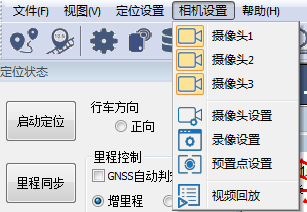 文件(F) 视图(V) 定位设置 相机设置 帮助(H)
摄像头1
摄像头2
摄像头3
摄像头设置
录像设置
预置点设置
视频回放
定位状态
启动定位
行车方向
正向
里程同步
里程控制
GNSS自动判
增里程